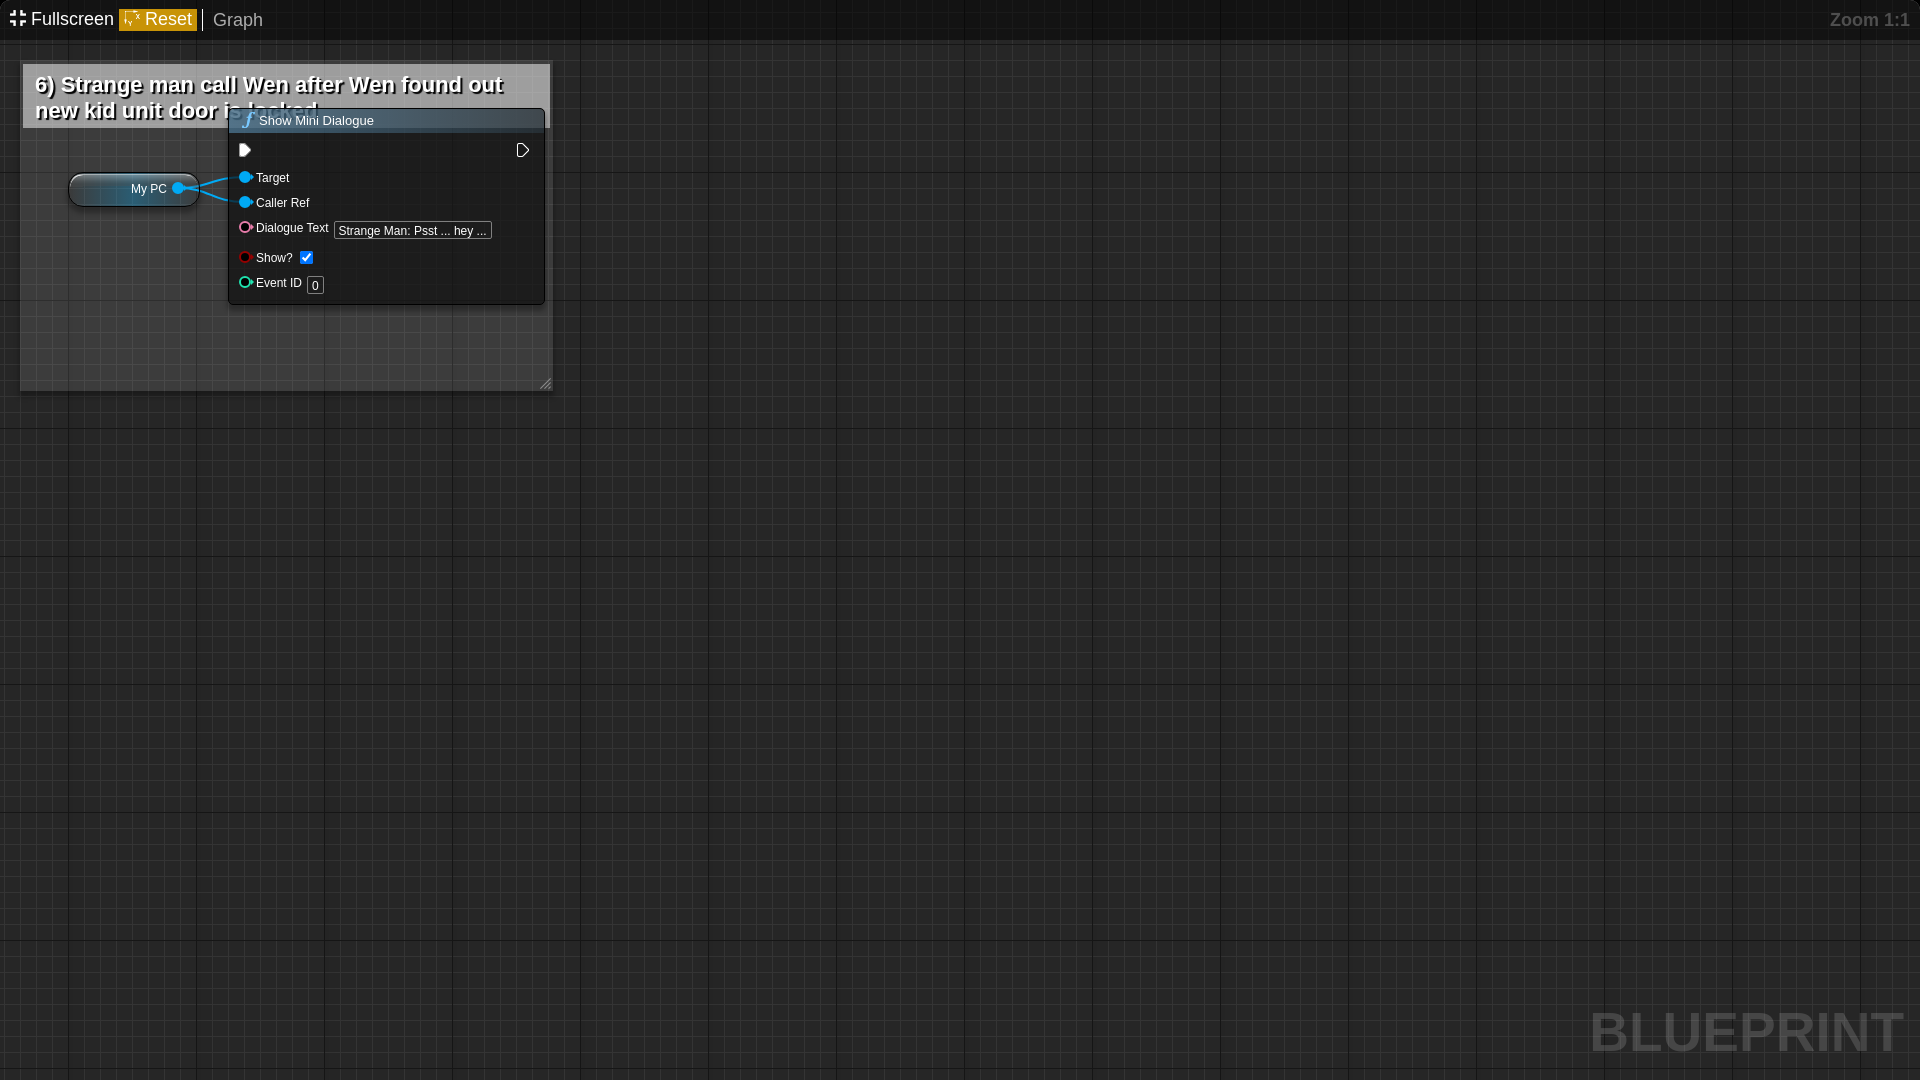 Fullscreen Reset Graph Zoom 1:1
6) Strange man call Wen after Wen found out
new kid unit door is locked
Show Mini Dialogue
My PC
Target
Caller Ref
Dialogue Text Strange Man: Psst ... hey ...
Show?
Event ID 0
BLUEPRINT